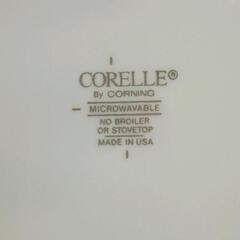 CORELLE®
By CORNING
MICROWAVABLE
NO BROILER
OR STOVETOP
MADE IN USA